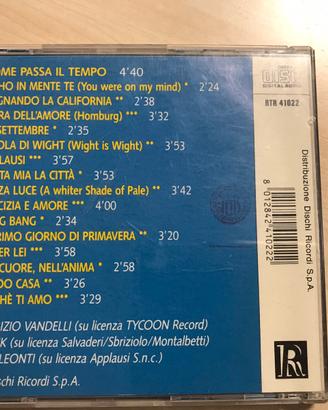 OME PASSA IL TEMPO 4'40
HO IN MENTE TE (You were on my mind) * 2'24
GNANDO LA CALIFORNIA ** 2'38
RA DELL'AMORE (Homburg) *** 3'32
SETTEMBRE * 2'35
OLA DI WIGHT (Wight is Wight) ** 3'53
LAUSI *** 3'57
TA MIA LA CITTÀ * 3'53
ZA LUCE (A whiter Shade of Pale) ** 3'42
CIZIA E AMORE *** 4'00
G BANG * 2'34
RIMO GIORNO DI PRIMAVERA ** 3'20
ER LEI *** 3'58
CUORE, NELL'ANIMA * 2'58
DO CASA ** 3'26
HÈ TI AMO *** 3'29
IZIO VANDELLI (su licenza TYCOON Record)
K (su licenza Salvaderi/Sbriziolo/Montalbetti)
LEONTI (su licenza Applausi S.n.c.)
schi Ricordi S.p.A.
COMPACT
DISC
DIGITAL AUDIO
RTR 41022
8 012842 410222
Distribuzione Dischi Ricordi S.p.A.
R